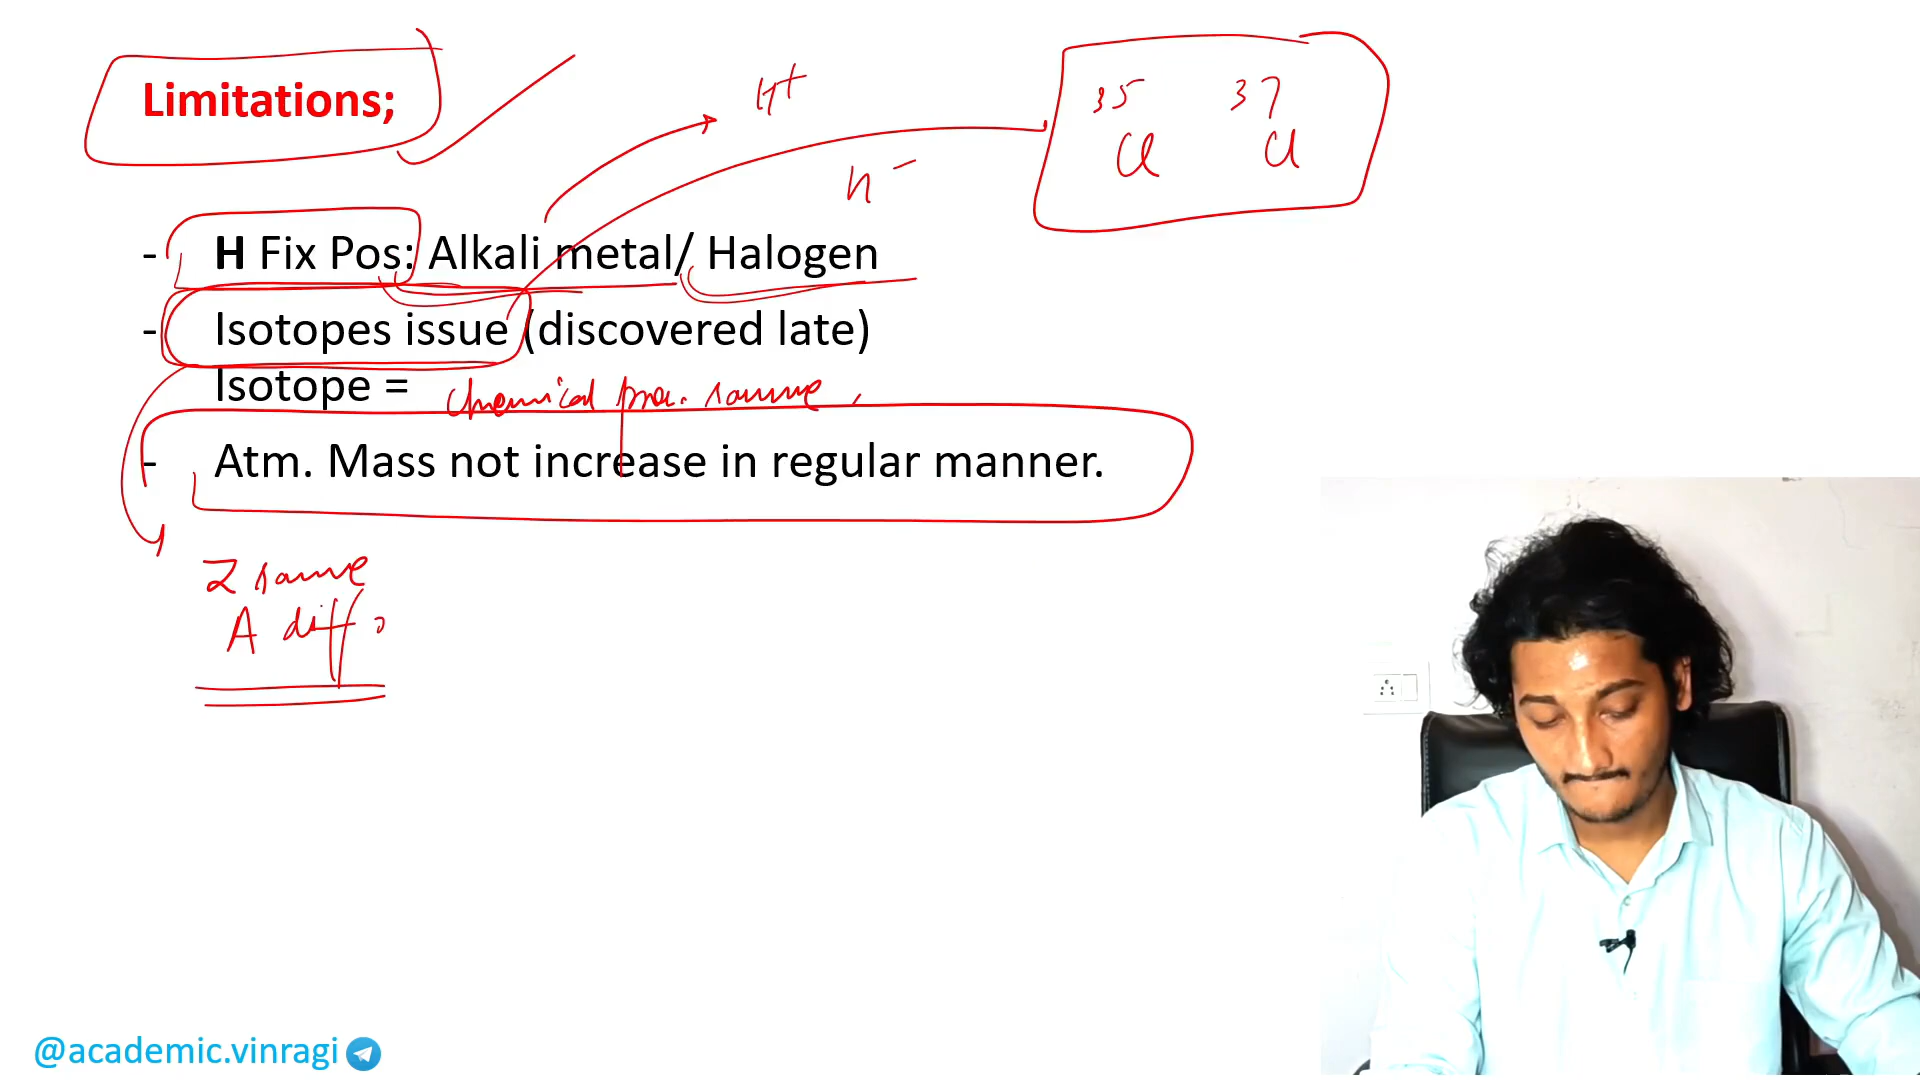 Limitations;
H+
H-
35 37
Cl Cl
- H Fix Pos: Alkali metal/ Halogen
- Isotopes issue (discovered late)
Isotope = chemical pro. same.
- Atm. Mass not increase in regular manner.
Z same
A diff.
@academic.vinragi